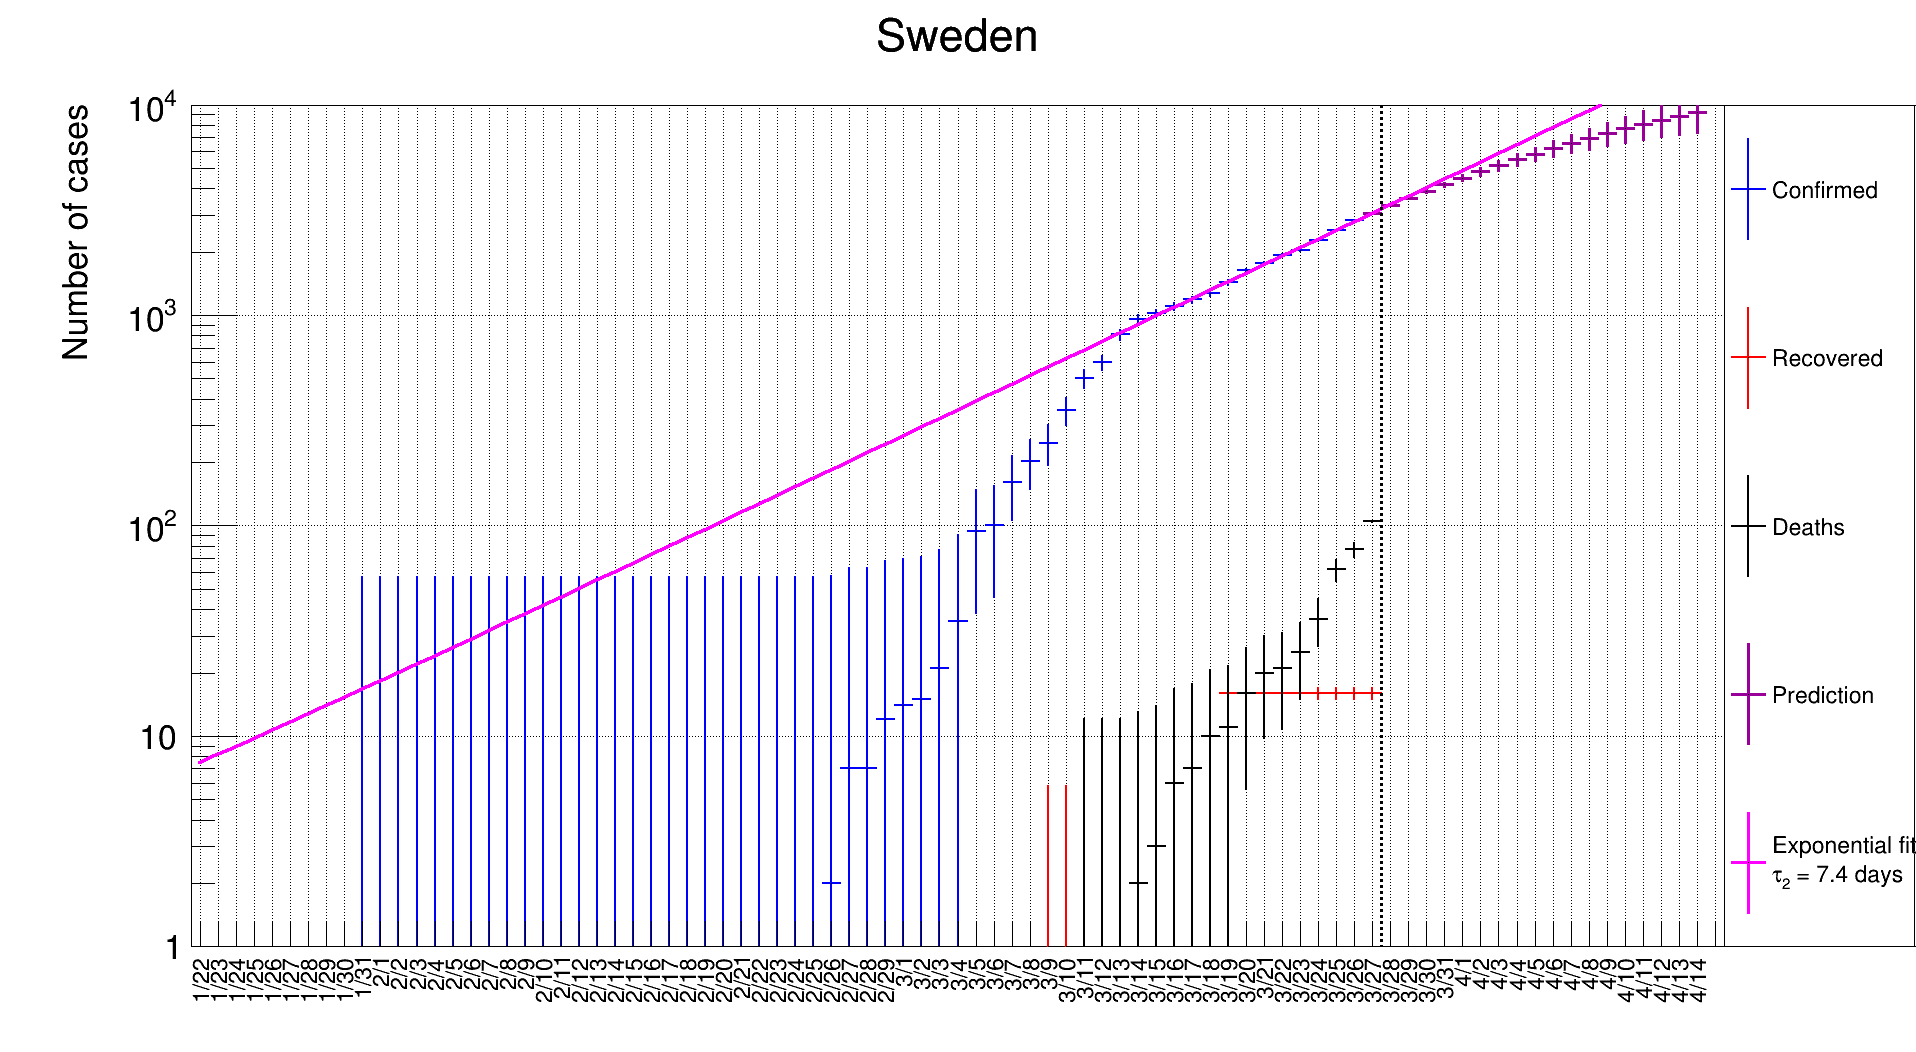 Sweden
Number of cases
10^4
10^3
10^2
10
1
1/22 1/23 1/24 1/25 1/26 1/27 1/28 1/29 1/30 1/31 2/1 2/2 2/3 2/4 2/5 2/6 2/7 2/8 2/9 2/10 2/11 2/12 2/13 2/14 2/15 2/16 2/17 2/18 2/19 2/20 2/21 2/22 2/23 2/24 2/25 2/26 2/27 2/28 2/29 3/1 3/2 3/3 3/4 3/5 3/6 3/7 3/8 3/9 3/10 3/11 3/12 3/13 3/14 3/15 3/16 3/17 3/18 3/19 3/20 3/21 3/22 3/23 3/24 3/25 3/26 3/27 3/28 3/29 3/30 3/31 4/1 4/2 4/3 4/4 4/5 4/6 4/7 4/8 4/9 4/10 4/11 4/12 4/13 4/14
Confirmed
Recovered
Deaths
Prediction
Exponential fit
τ₂ = 7.4 days